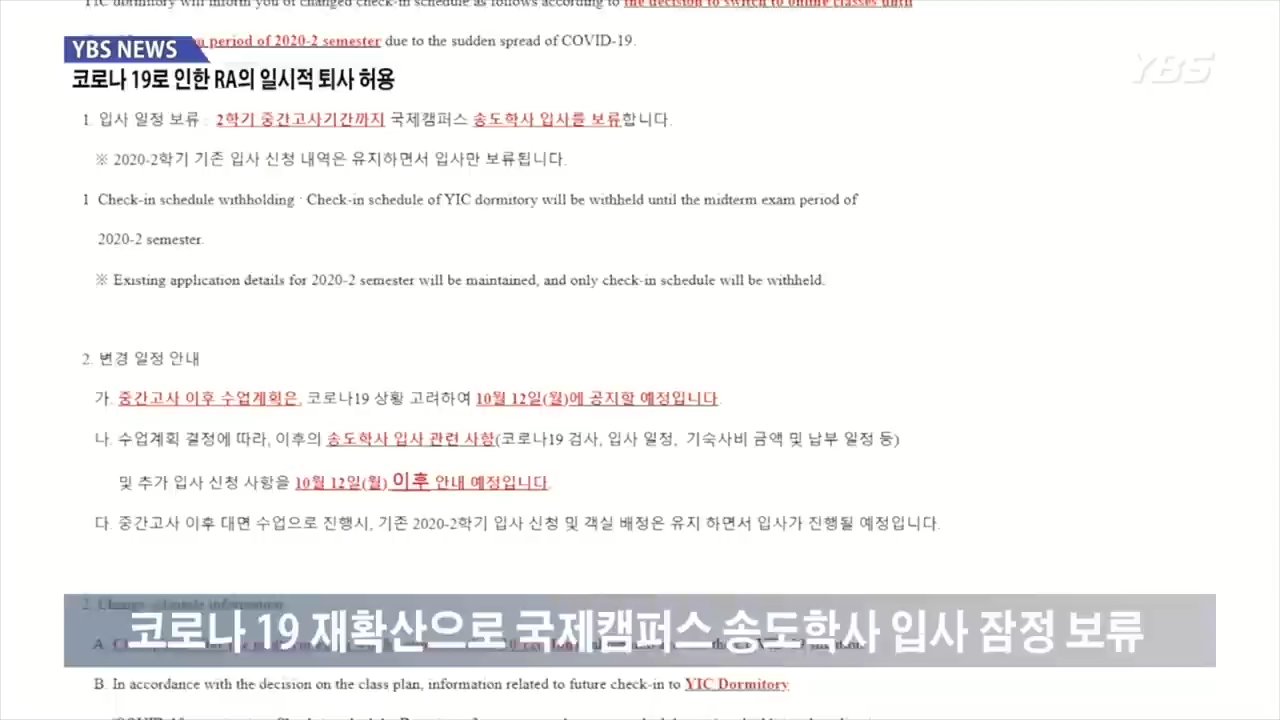 YIC dormitory will inform you of changed check-in schedule as follows according to the decision to switch to online classes until
period of 2020-2 semester due to the sudden spread of COVID-19.
YBS NEWS
YBS
코로나 19로 인한 RA의 일시적 퇴사 허용
1. 입사 일정 보류 : 2학기 중간고사기간까지 국제캠퍼스 송도학사 입사를 보류합니다.
※ 2020-2학기 기존 입사 신청 내역은 유지하면서 입사만 보류됩니다.
1 Check-in schedule withholding : Check-in schedule of YIC dormitory will be withheld until the midterm exam period of
2020-2 semester.
※ Existing application details for 2020-2 semester will be maintained, and only check-in schedule will be withheld.
2. 변경 일정 안내
가. 중간고사 이후 수업계획은, 코로나19 상황 고려하여 10월 12일(월)에 공지할 예정입니다.
나. 수업계획 결정에 따라, 이후의 송도학사 입사 관련 사항(코로나19 검사, 입사 일정, 기숙사비 금액 및 납부 일정 등)
및 추가 입사 신청 사항을 10월 12일(월) 이후 안내 예정입니다.
다. 중간고사 이후 대면 수업으로 진행시, 기존 2020-2학기 입사 신청 및 객실 배정은 유지 하면서 입사가 진행될 예정입니다.
코로나 19 재확산으로 국제캠퍼스 송도학사 입사 잠정 보류
B. In accordance with the decision on the class plan, information related to future check-in to YIC Dormitory